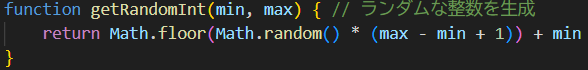 function getRandomInt(min, max) { // ランダムな整数を生成
    return Math.floor(Math.random() * (max - min + 1)) + min
}